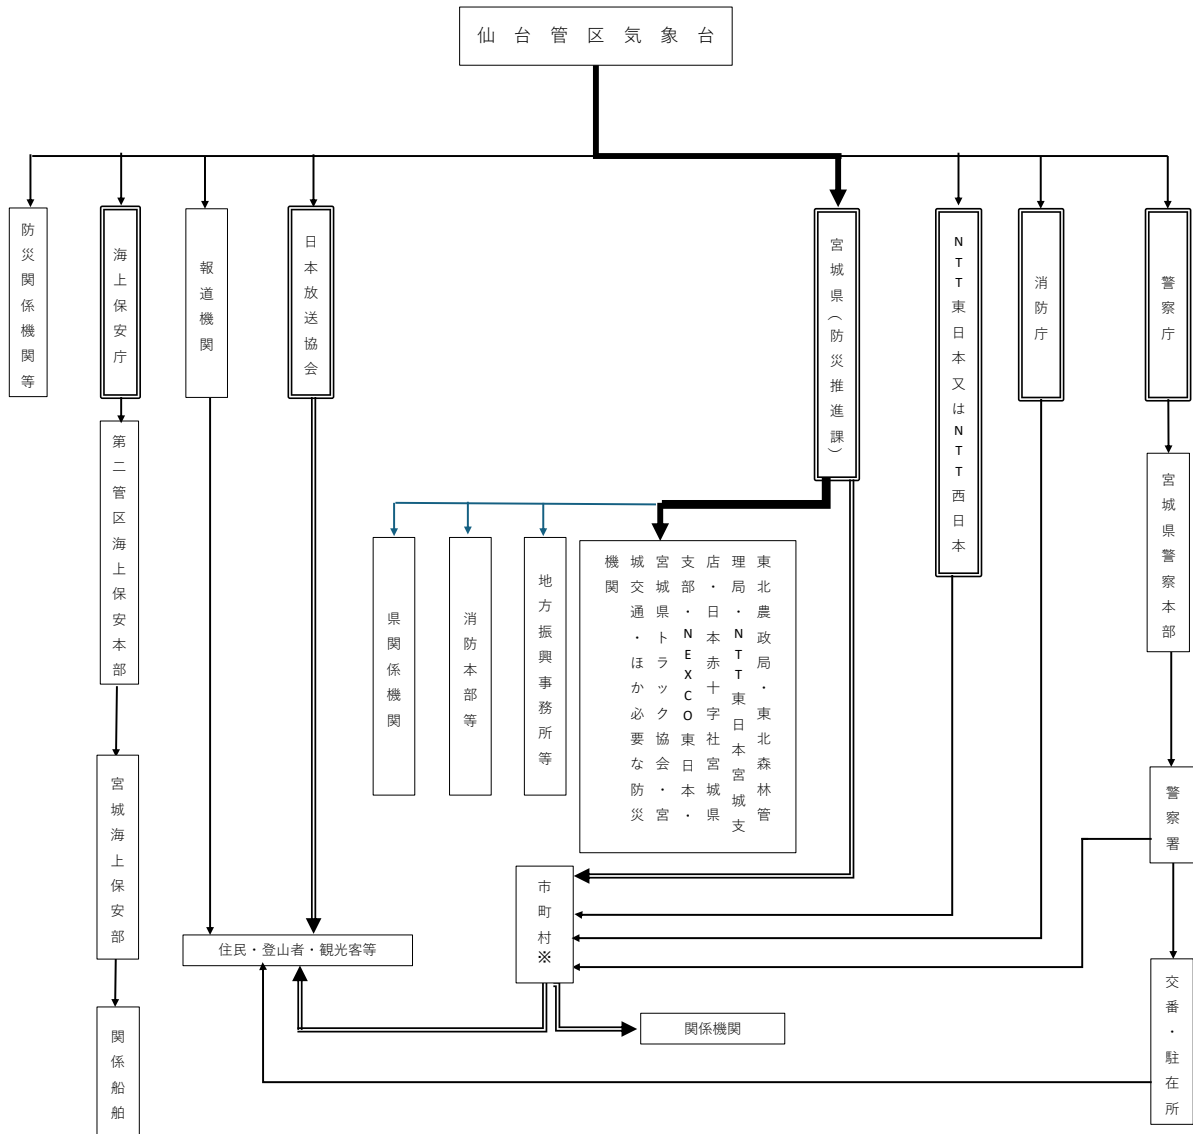 仙台管区気象台
防災関係機関等
海上保安庁
報道機関
日本放送協会
宮城県(防災推進課)
NTT東日本又はNTT西日本
消防庁
警察庁
第二管区海上保安本部
宮城県警察本部
県関係機関
消防本部等
地方振興事務所等
東北農政局・東北森林管
理局・NTT東日本宮城支
店・日本赤十字社宮城県
支部・NEXCO東日本・
宮城県トラック協会・宮
城交通・ほか必要な防災
機関
宮城海上保安部
警察署
市町村※
住民・登山者・観光客等
交番・駐在所
関係機関
関係船舶